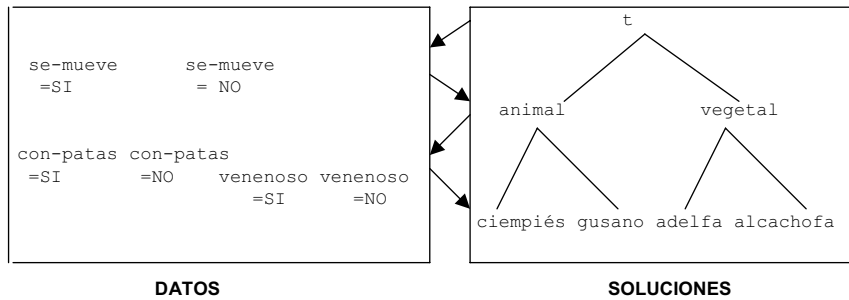 t
se-mueve se-mueve
=SI = NO
animal vegetal
con-patas con-patas
=SI =NO venenoso venenoso
=SI =NO
ciempiés gusano adelfa alcachofa
DATOS SOLUCIONES